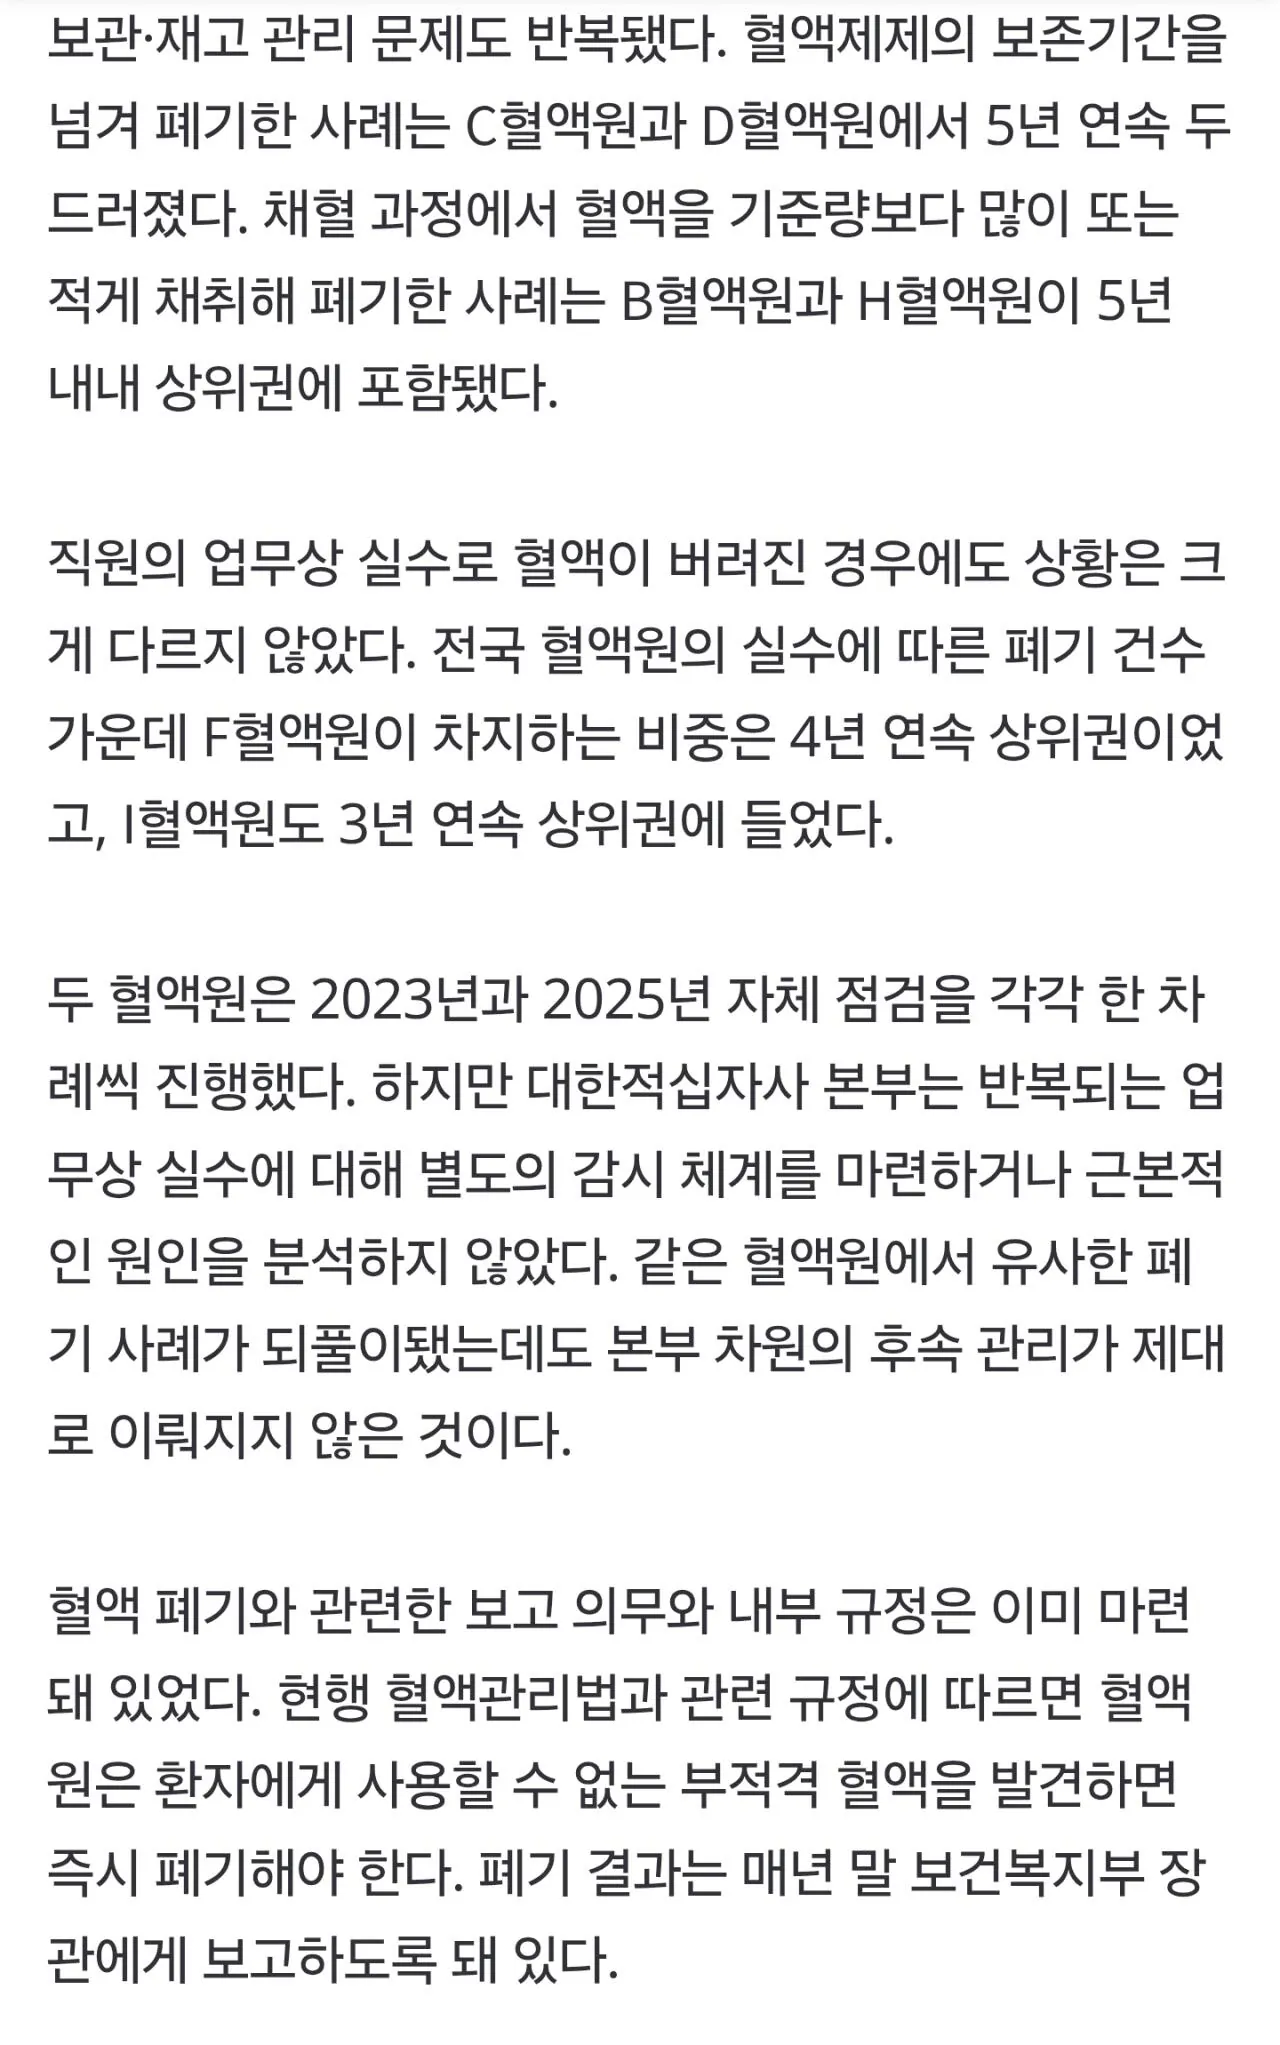 보관·재고 관리 문제도 반복됐다. 혈액제제의 보존기간을
넘겨 폐기한 사례는 C혈액원과 D혈액원에서 5년 연속 두
드러졌다. 채혈 과정에서 혈액을 기준량보다 많이 또는
적게 채취해 폐기한 사례는 B혈액원과 H혈액원이 5년
내내 상위권에 포함됐다.
직원의 업무상 실수로 혈액이 버려진 경우에도 상황은 크
게 다르지 않았다. 전국 혈액원의 실수에 따른 폐기 건수
가운데 F혈액원이 차지하는 비중은 4년 연속 상위권이었
고, I혈액원도 3년 연속 상위권에 들었다.
두 혈액원은 2023년과 2025년 자체 점검을 각각 한 차
례씩 진행했다. 하지만 대한적십자사 본부는 반복되는 업
무상 실수에 대해 별도의 감시 체계를 마련하거나 근본적
인 원인을 분석하지 않았다. 같은 혈액원에서 유사한 폐
기 사례가 되풀이됐는데도 본부 차원의 후속 관리가 제대
로 이뤄지지 않은 것이다.
혈액 폐기와 관련한 보고 의무와 내부 규정은 이미 마련
돼 있었다. 현행 혈액관리법과 관련 규정에 따르면 혈액
원은 환자에게 사용할 수 없는 부적격 혈액을 발견하면
즉시 폐기해야 한다. 폐기 결과는 매년 말 보건복지부 장
관에게 보고하도록 돼 있다.